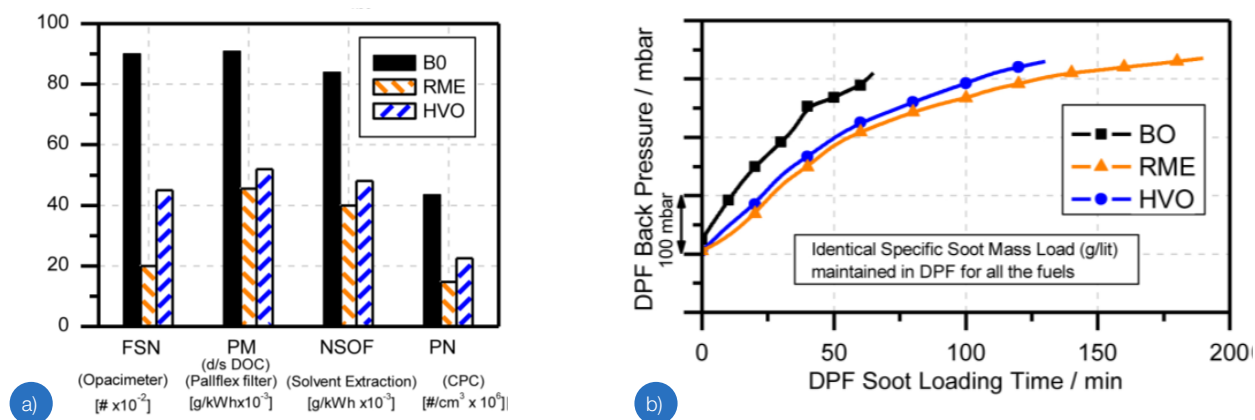 100
80
60
40
20
0
B0
RME
HVO
FSN
PM
NSOF
PN
(d/s DOC)
(Opacimeter)
(Pallflex filter)
(Solvent Extraction)
(CPC)
[# x10-2]
[g/kWhx10-3]
[g/kWh x10-3]
[#/cm3 x 106]
a)
DPF Back Pressure / mbar
100 mbar
BO
RME
HVO
Identical Specific Soot Mass Load (g/lit)
maintained in DPF for all the fuels
0
50
100
150
200
DPF Soot Loading Time / min
b)